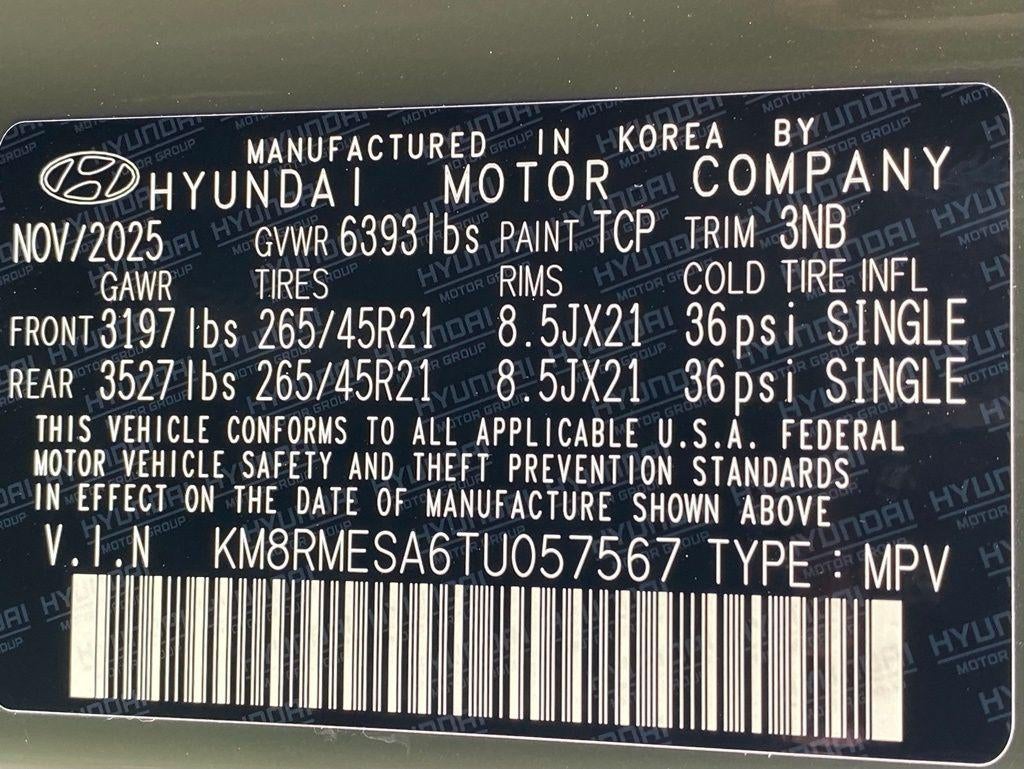 MANUFACTURED IN KOREA BY
HYUNDAI MOTOR COMPANY
NOV/2025 GVWR 6393lbs PAINT TCP TRIM 3NB
GAWR TIRES RIMS COLD TIRE INFL
FRONT 3197lbs 265/45R21 8.5JX21 36psi SINGLE
REAR 3527lbs 265/45R21 8.5JX21 36psi SINGLE
THIS VEHICLE CONFORMS TO ALL APPLICABLE U.S.A. FEDERAL
MOTOR VEHICLE SAFETY AND THEFT PREVENTION STANDARDS
IN EFFECT ON THE DATE OF MANUFACTURE SHOWN ABOVE
V.I.N KM8RMESA6TU057567 TYPE : MPV